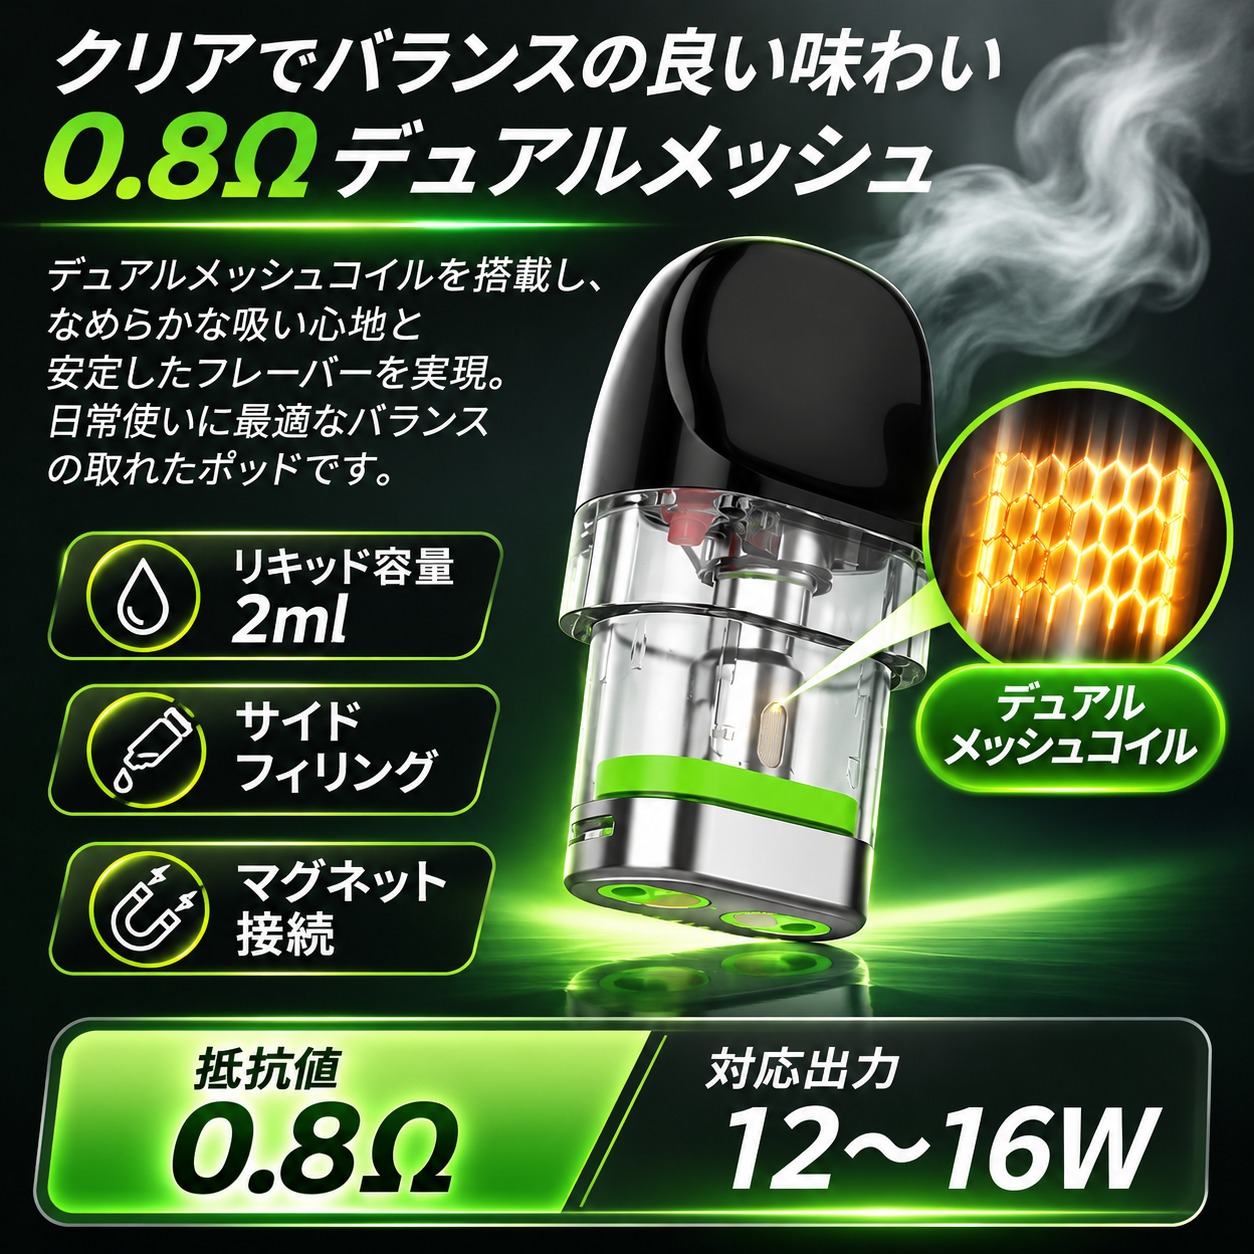 クリアでバランスの良い味わい
0.8Ω デュアルメッシュ
デュアルメッシュコイルを搭載し、
なめらかな吸い心地と
安定したフレーバーを実現。
日常使いに最適なバランス
の取れたポッドです。
リキッド容量
2ml
サイド
フィリング
マグネット
接続
デュアル
メッシュコイル
抵抗値
0.8Ω
対応出力
12〜16W